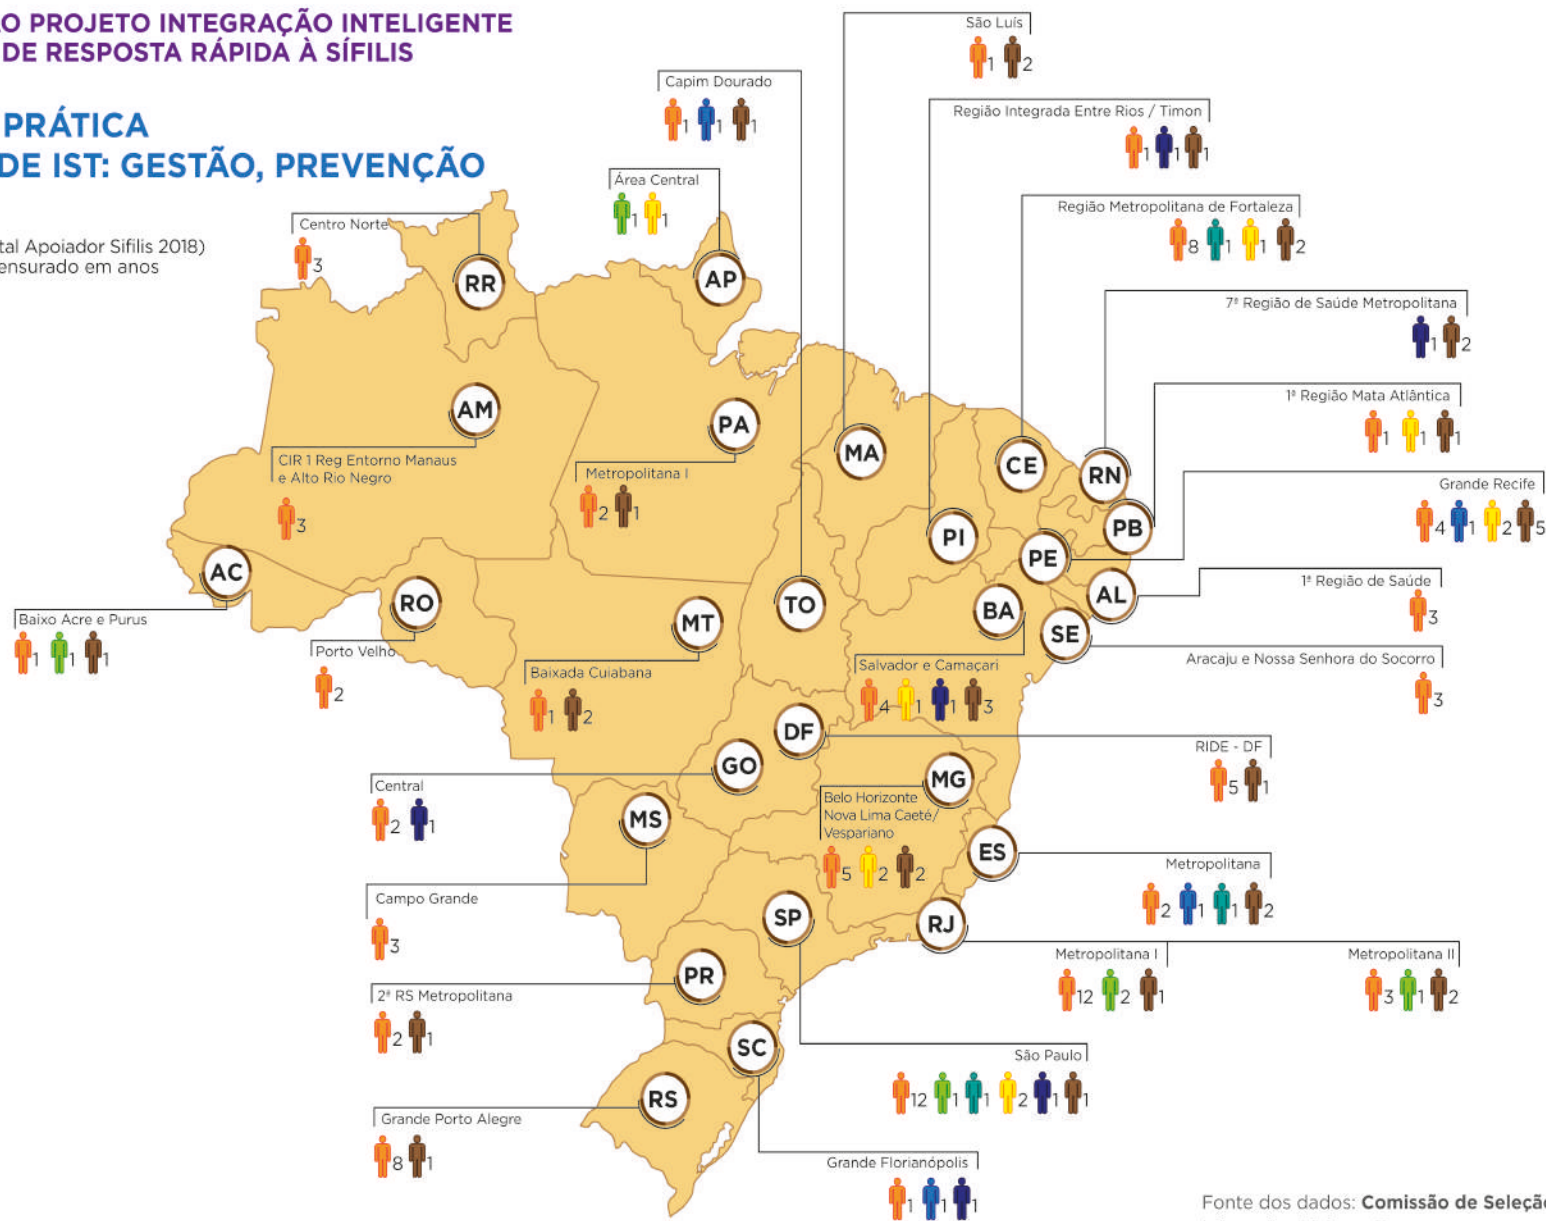 O PROJETO INTEGRAÇÃO INTELIGENTE
DE RESPOSTA RÁPIDA À SÍFILIS
PRÁTICA
DE IST: GESTÃO, PREVENÇÃO
tal Apoiador Sifilis 2018)
ensurado em anos
São Luís
1 2
Capim Dourado
1 1 1
Região Integrada Entre Rios / Timon
1 1 1
Área Central
1 1
Região Metropolitana de Fortaleza
8 1 1 2
Centro Norte
3
RR
AP
7ª Região de Saúde Metropolitana
1 2
1ª Região Mata Atlântica
1 1 1
AM
PA
MA
CE
RN
CIR 1 Reg Entorno Manaus
e Alto Rio Negro
3
Metropolitana I
2 1
Grande Recife
4 1 2 5
PI
PB
PE
AC
RO
MT
TO
BA
AL
SE
1ª Região de Saúde
3
Baixo Acre e Purus
1 1 1
Porto Velho
2
Baixada Cuiabana
1 2
Salvador e Camaçari
4 1 1 3
Aracaju e Nossa Senhora do Socorro
3
DF
GO
MG
RIDE - DF
5 1
Central
2 1
MS
Belo Horizonte
Nova Lima Caeté/
Vespariano
5 2 2
ES
Metropolitana
2 1 1 2
Campo Grande
3
SP
RJ
Metropolitana I
12 2 1
Metropolitana II
3 1 2
PR
2ª RS Metropolitana
2 1
SC
São Paulo
12 1 1 2 1 1
RS
Grande Porto Alegre
8 1
Grande Florianópolis
1 1 1
Fonte dos dados: Comissão de Seleção